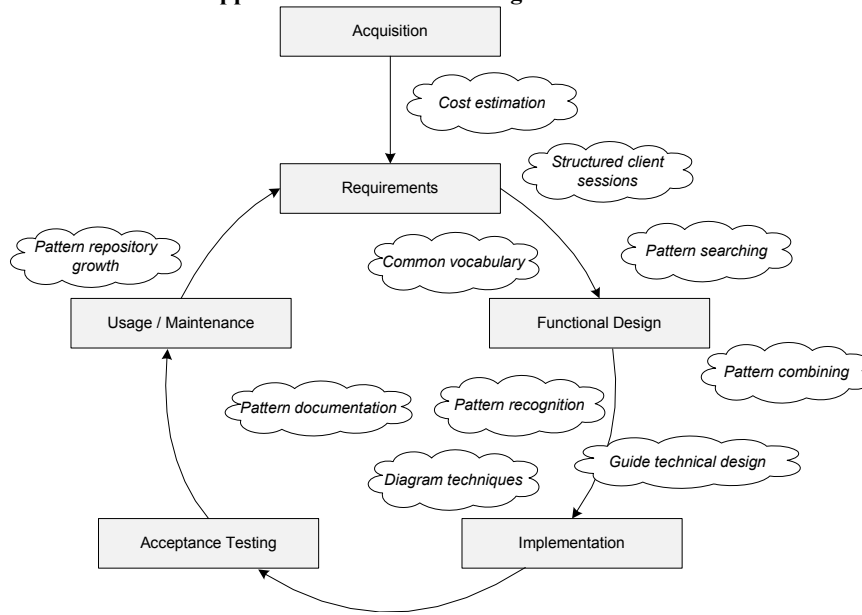 Acquisition
Cost estimation
Structured client
sessions
Requirements
Pattern repository
growth
Common vocabulary
Pattern searching
Usage / Maintenance
Functional Design
Pattern combining
Pattern documentation
Pattern recognition
Guide technical design
Diagram techniques
Acceptance Testing
Implementation